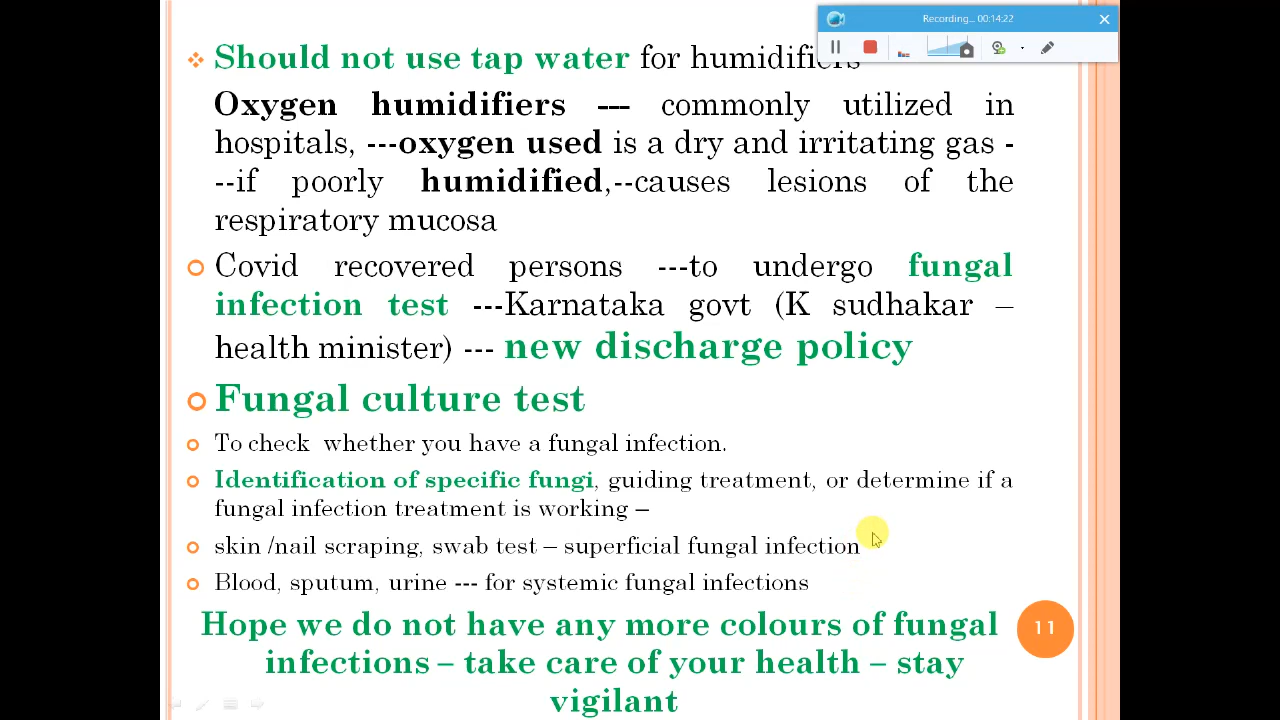 Recording... 00:14:22
Should not use tap water for humidifiers
Oxygen humidifiers --- commonly utilized in
hospitals, ---oxygen used is a dry and irritating gas -
--if poorly humidified,--causes lesions of the
respiratory mucosa
Covid recovered persons ---to undergo fungal
infection test ---Karnataka govt (K sudhakar –
health minister) --- new discharge policy
Fungal culture test
To check whether you have a fungal infection.
Identification of specific fungi, guiding treatment, or determine if a
fungal infection treatment is working –
skin /nail scraping, swab test – superficial fungal infection
Blood, sputum, urine --- for systemic fungal infections
Hope we do not have any more colours of fungal
infections – take care of your health – stay
vigilant
11